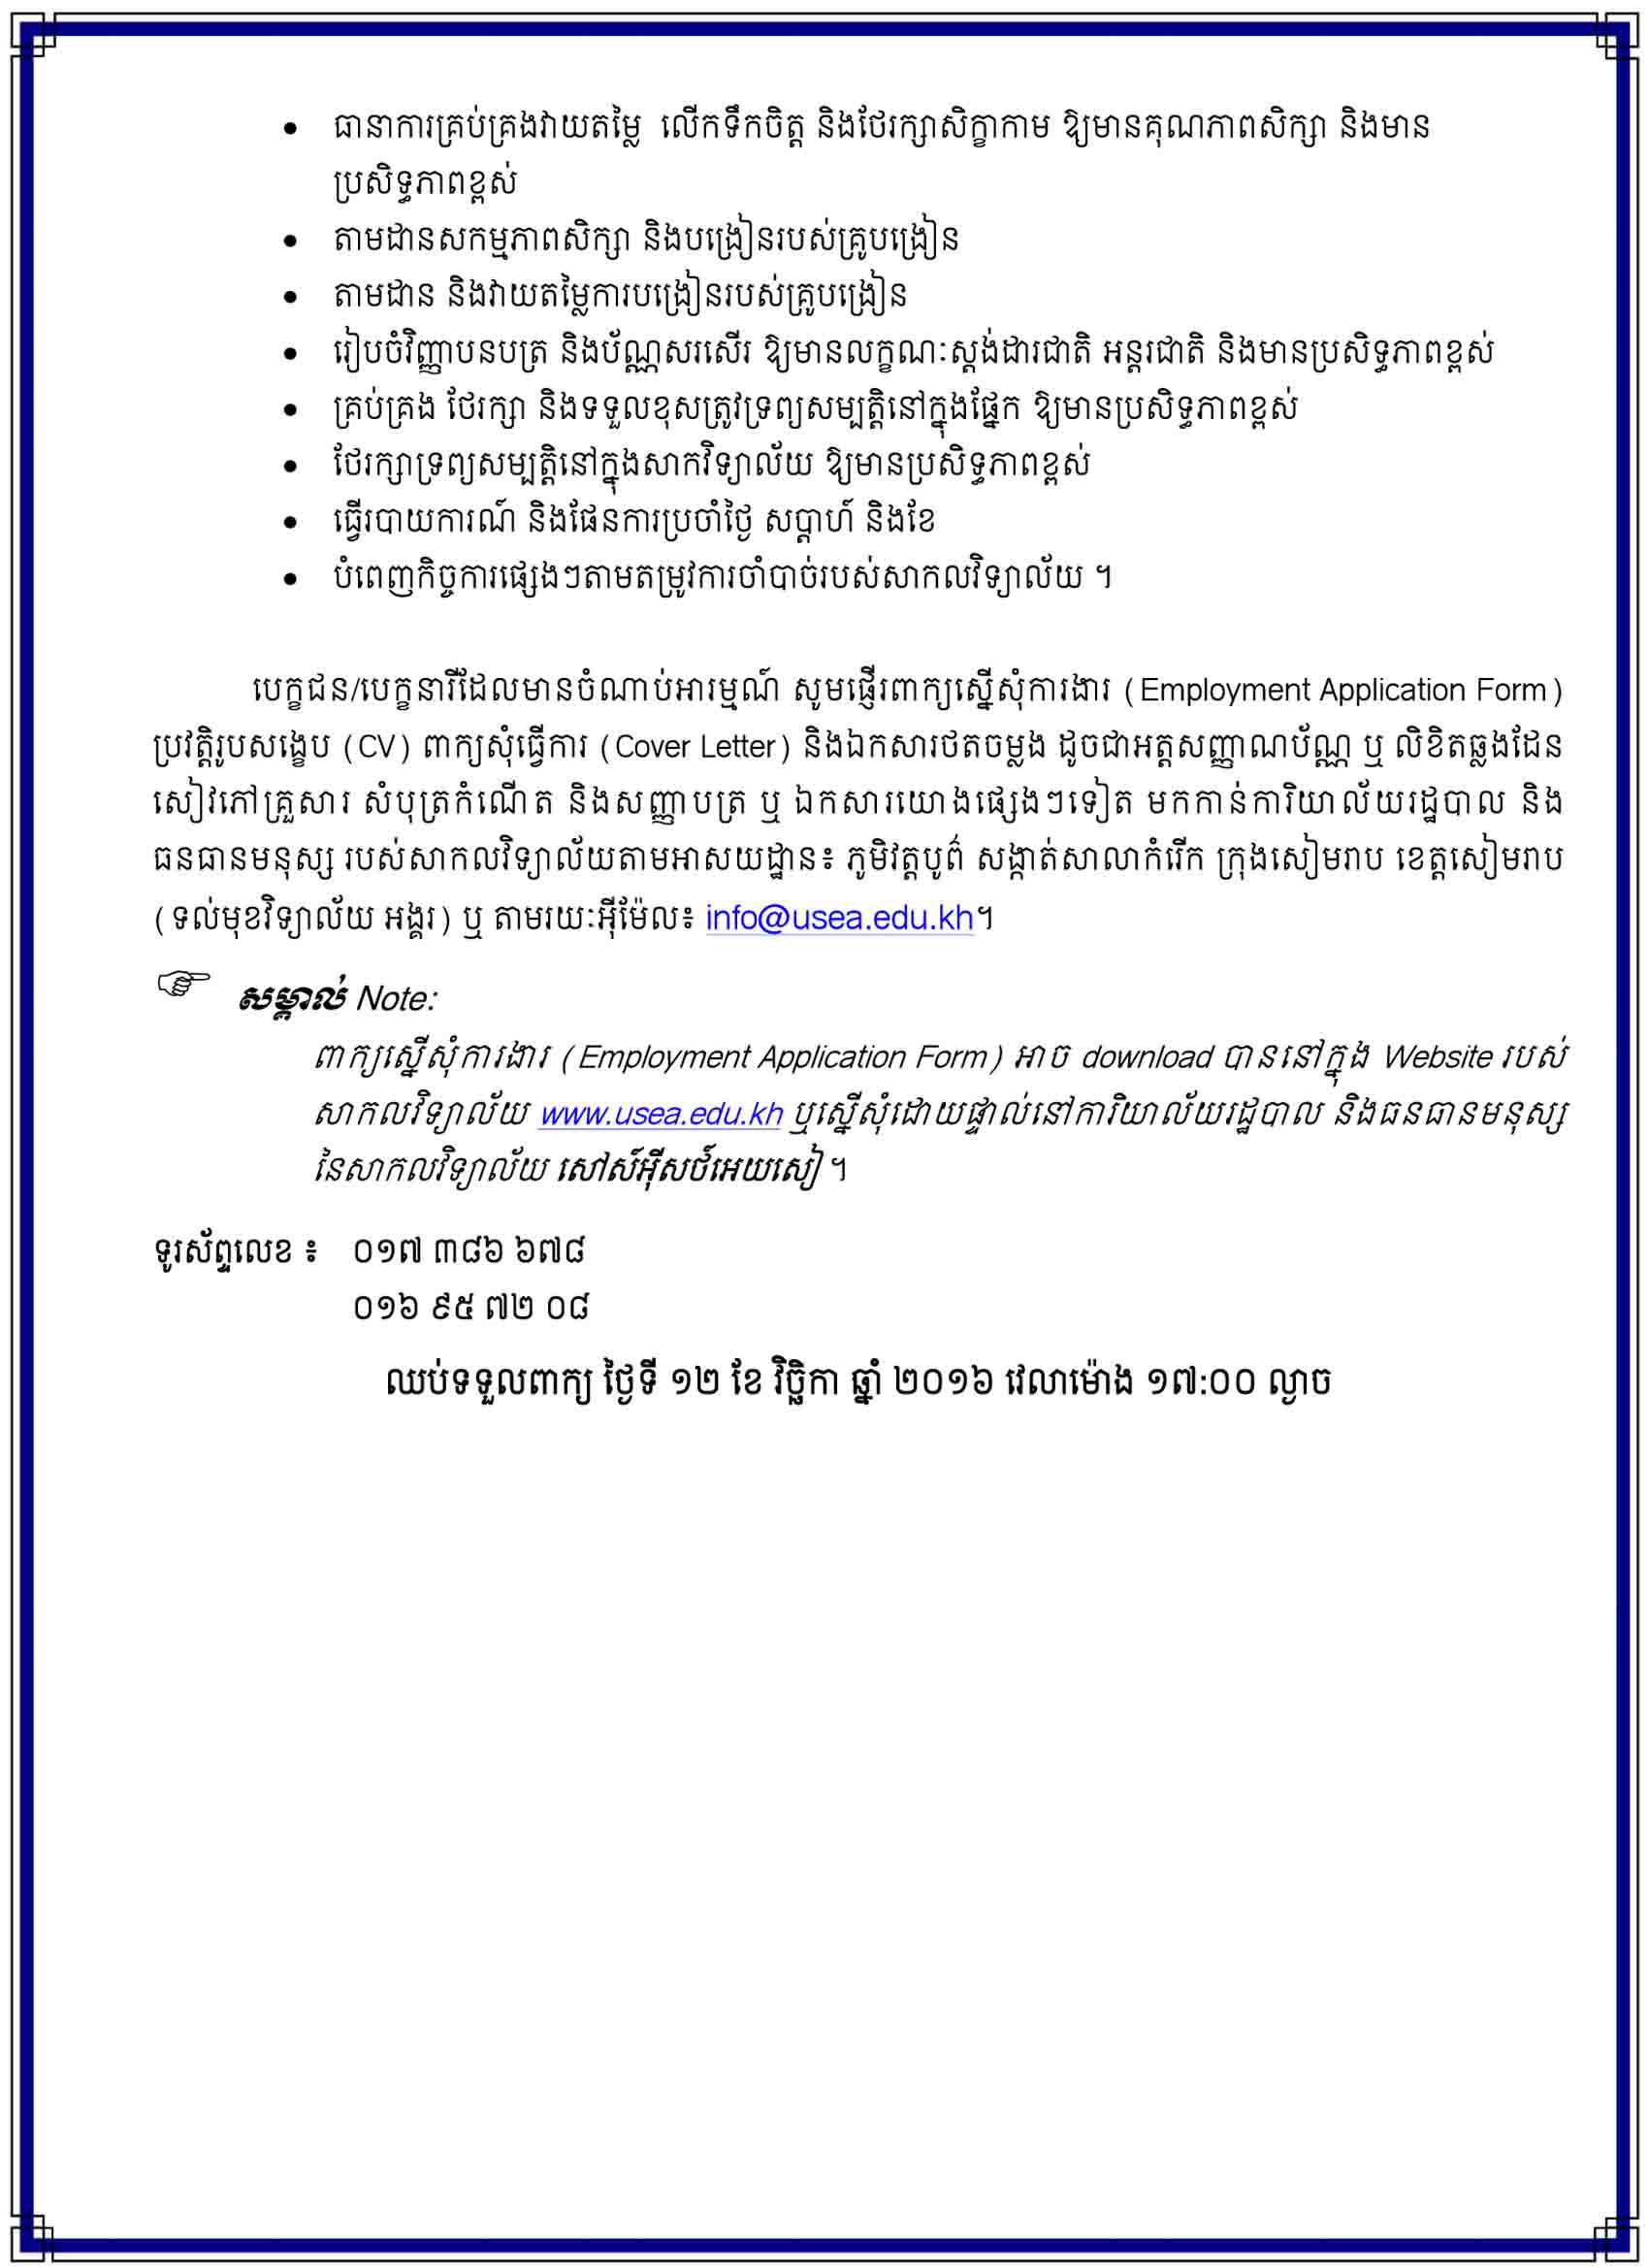 • ធានាការគ្រប់គ្រងវាយតម្លៃ លើកទឹកចិត្ត និងថែរក្សាសិក្ខាកាម ឱ្យមានគុណភាពសិក្សា និងមាន
ប្រសិទ្ធភាពខ្ពស់
• តាមដានសកម្មភាពសិក្សា និងបង្រៀនរបស់គ្រូបង្រៀន
• តាមដាន និងវាយតម្លៃការបង្រៀនរបស់គ្រូបង្រៀន
• រៀបចំវិញ្ញាបនបត្រ និងប័ណ្ណសរសើរ ឱ្យមានលក្ខណៈស្តង់ដារជាតិ អន្តរជាតិ និងមានប្រសិទ្ធភាពខ្ពស់
• គ្រប់គ្រង ថែរក្សា និងទទួលខុសត្រូវទ្រព្យសម្បត្តិនៅក្នុងផ្នែក ឱ្យមានប្រសិទ្ធភាពខ្ពស់
• ថែរក្សាទ្រព្យសម្បត្តិនៅក្នុងសាកវិទ្យាល័យ ឱ្យមានប្រសិទ្ធភាពខ្ពស់
• ធ្វើរបាយការណ៍ និងផែនការប្រចាំថ្ងៃ សប្តាហ៍ និងខែ
• បំពេញកិច្ចការផ្សេងៗតាមតម្រូវការចាំបាច់របស់សាកលវិទ្យាល័យ ។
បេក្ខជន/បេក្ខនារីដែលមានចំណាប់អារម្មណ៍ សូមផ្ញើរពាក្យស្នើសុំការងារ (Employment Application Form)
ប្រវត្តិរូបសង្ខេប (CV) ពាក្យសុំធ្វើការ (Cover Letter) និងឯកសារថតចម្លង ដូចជាអត្តសញ្ញាណប័ណ្ណ ឬ លិខិតឆ្លងដែន
សៀវភៅគ្រួសារ សំបុត្រកំណើត និងសញ្ញាបត្រ ឬ ឯកសារយោងផ្សេងៗទៀត មកកាន់ការិយាល័យរដ្ឋបាល និង
ធនធានមនុស្ស របស់សាកលវិទ្យាល័យតាមអាសយដ្ឋាន៖ ភូមិវត្តបូព៌ សង្កាត់សាលាកំរើក ក្រុងសៀមរាប ខេត្តសៀមរាប
(ទល់មុខវិទ្យាល័យ អង្គរ) ឬ តាមរយៈអ៊ីម៉ែល៖ info@usea.edu.kh។
☞ សម្គាល់ Note:
ពាក្យស្នើសុំការងារ (Employment Application Form) អាច download បាននៅក្នុង Website របស់
សាកលវិទ្យាល័យ www.usea.edu.kh ឬស្នើសុំដោយផ្ទាល់នៅការិយាល័យរដ្ឋបាល និងធនធានមនុស្ស
នៃសាកលវិទ្យាល័យ សៅស៍អ៊ីសថ៍អេយសៀ ។
ទូរស័ព្ទលេខ ៖ ០១៧ ៣៨៦ ៦៧៨
០១៦ ៩៥ ៧២ ០៨
ឈប់ទទួលពាក្យ ថ្ងៃទី ១២ ខែ វិច្ឆិកា ឆ្នាំ ២០១៦ វេលាម៉ោង ១៧:០០ ល្ងាច